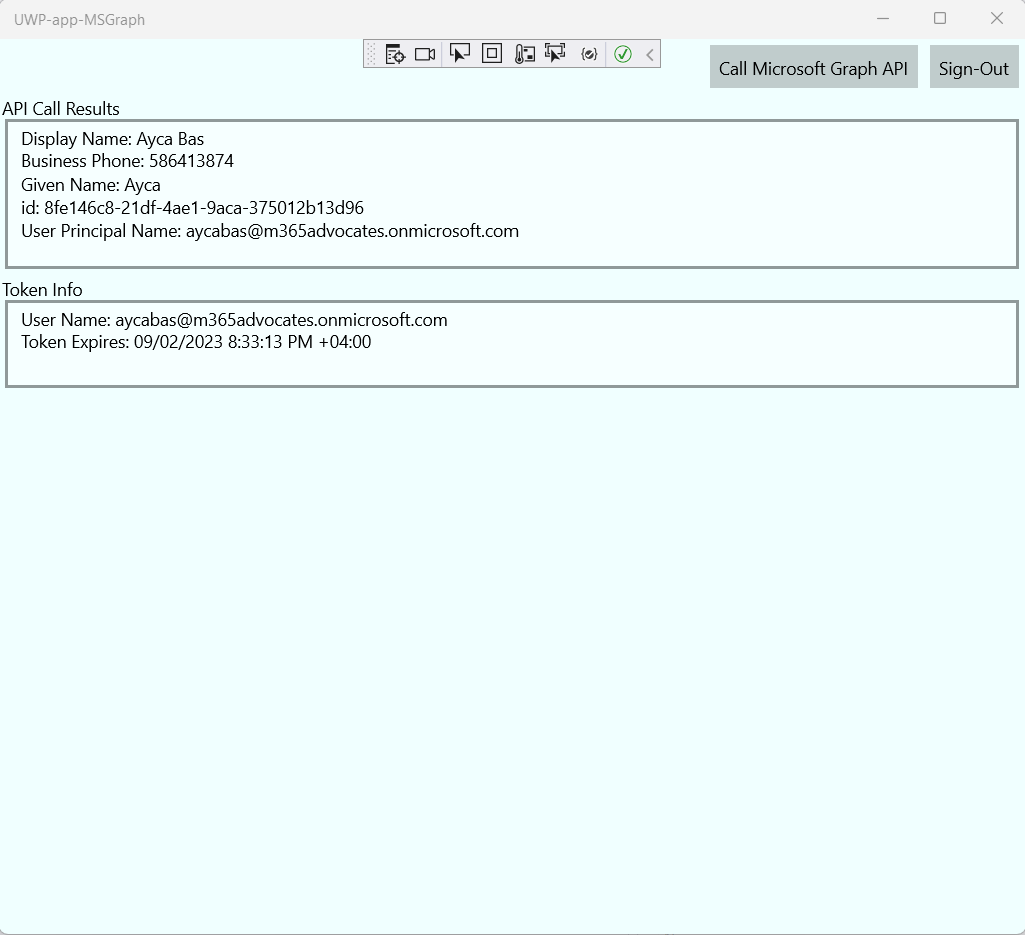 UWP-app-MSGraph
Call Microsoft Graph API
Sign-Out
API Call Results
Display Name: Ayca Bas
Business Phone: 586413874
Given Name: Ayca
id: 8fe146c8-21df-4ae1-9aca-375012b13d96
User Principal Name: aycabas@m365advocates.onmicrosoft.com
Token Info
User Name: aycabas@m365advocates.onmicrosoft.com
Token Expires: 09/02/2023 8:33:13 PM +04:00